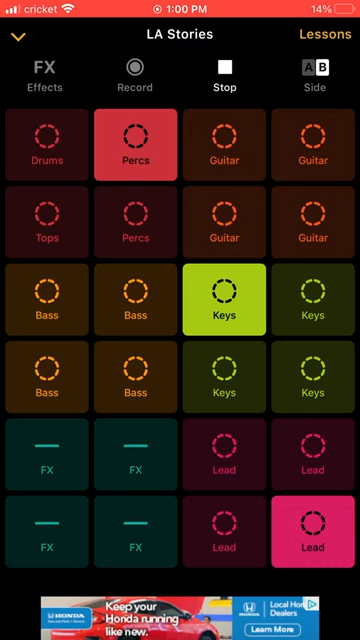 cricket 1:00 PM 14%
LA Stories Lessons
FX A B
Effects Record Stop Side
Drums Percs Guitar Guitar
Tops Percs Guitar Guitar
Bass Bass Keys Keys
Bass Bass Keys Keys
FX FX Lead Lead
FX FX Lead Lead
HONDA
Keep your
Honda running
like new.
HONDA
Dealers
Learn More